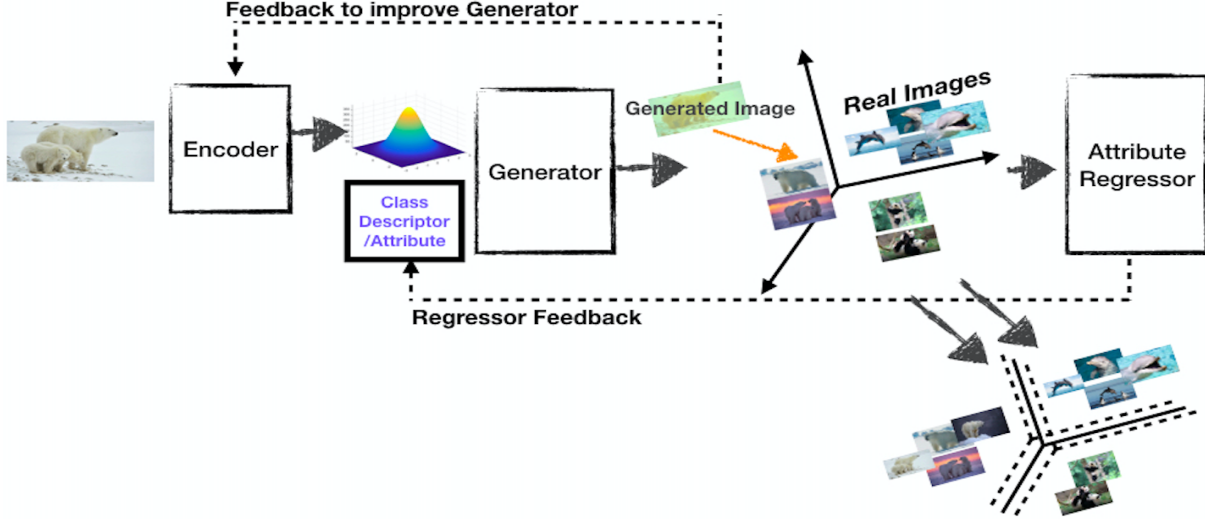 Feedback to improve Generator
Encoder
Class
Descriptor
/Attribute
Generator
Generated Image
Real Images
Attribute
Regressor
Regressor Feedback